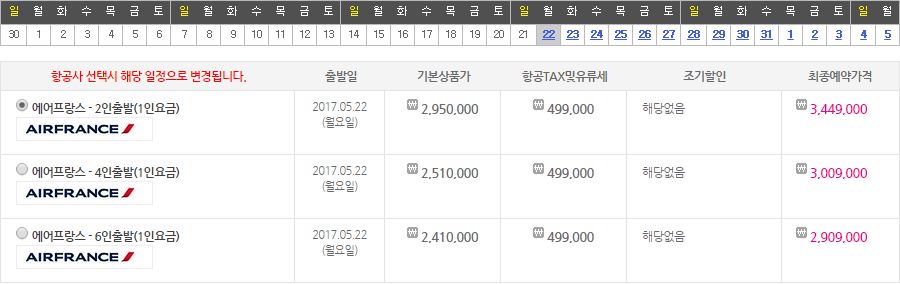 일 월 화 수 목 금 토 일 월 화 수 목 금 토 일 월 화 수 목 금 토 일 월 화 수 목 금 토 일 월 화 수 목 금 토 일 월
30 1 2 3 4 5 6 7 8 9 10 11 12 13 14 15 16 17 18 19 20 21 22 23 24 25 26 27 28 29 30 31 1 2 3 4 5
항공사 선택시 해당 일정으로 변경됩니다. 출발일 기본상품가 항공TAX및유류세 조기할인 최종예약가격
에어프랑스 - 2인출발(1인요금) 2017.05.22 ₩ 2,950,000 ₩ 499,000 해당없음 ₩ 3,449,000
AIRFRANCE (월요일)
에어프랑스 - 4인출발(1인요금) 2017.05.22 ₩ 2,510,000 ₩ 499,000 해당없음 ₩ 3,009,000
AIRFRANCE (월요일)
에어프랑스 - 6인출발(1인요금) 2017.05.22 ₩ 2,410,000 ₩ 499,000 해당없음 ₩ 2,909,000
AIRFRANCE (월요일)